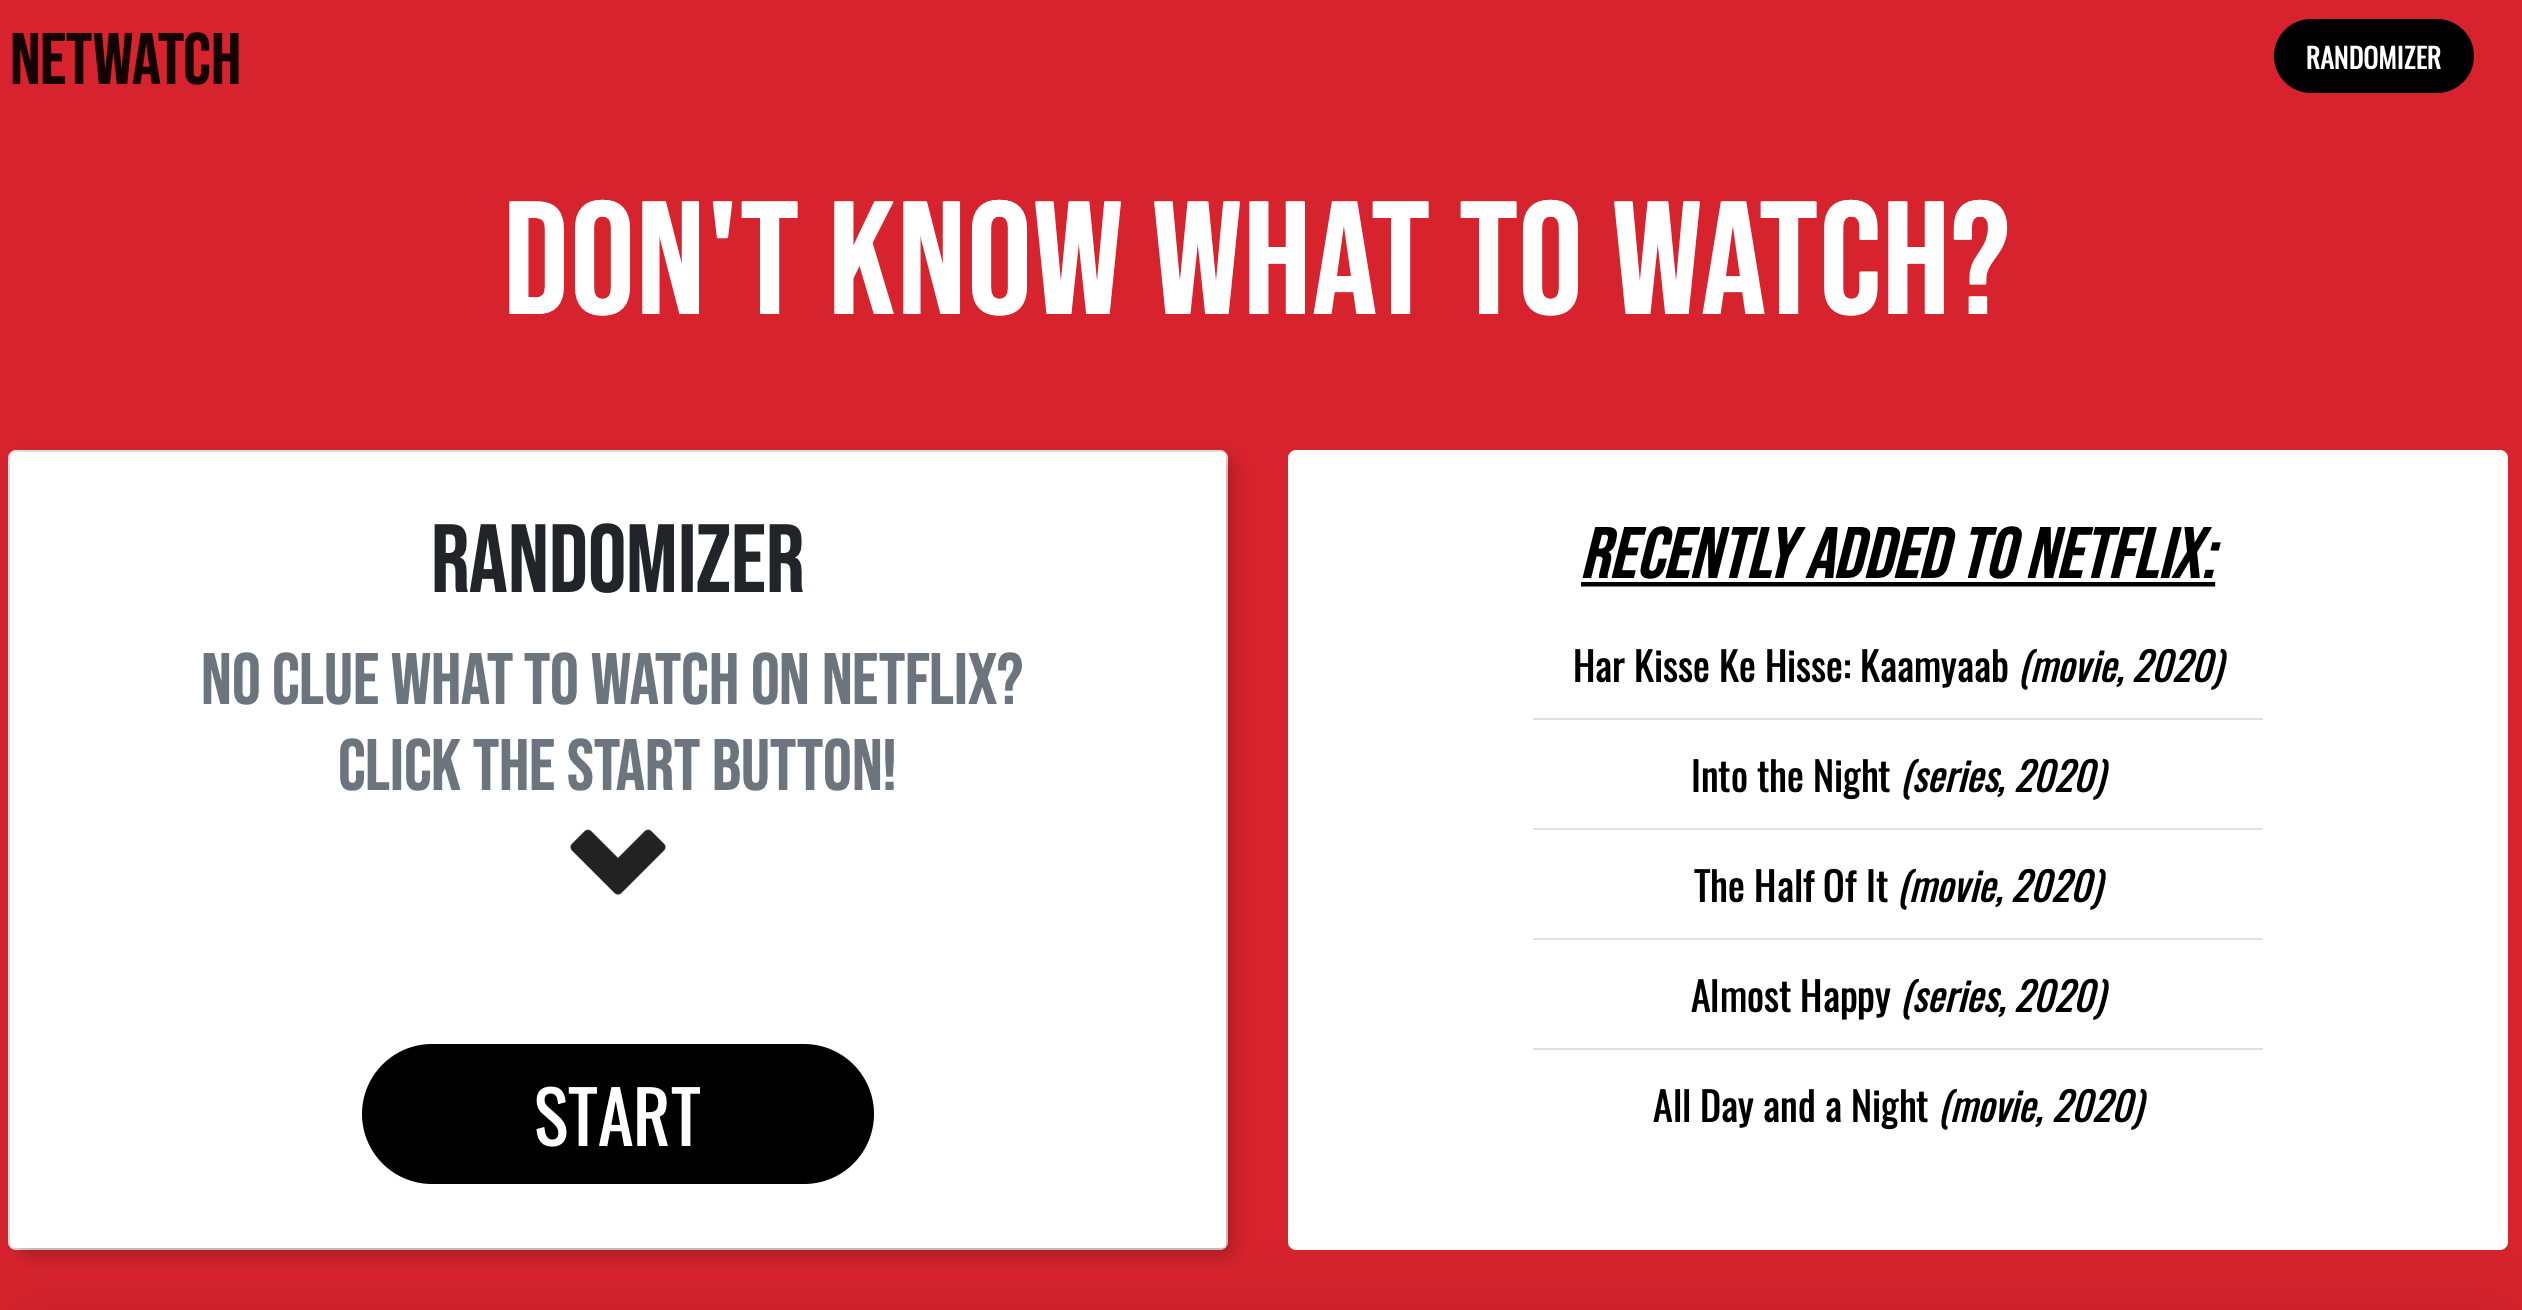 NETWATCH
RANDOMIZER
DON'T KNOW WHAT TO WATCH?
RANDOMIZER
NO CLUE WHAT TO WATCH ON NETFLIX?
CLICK THE START BUTTON!
START
RECENTLY ADDED TO NETFLIX:
Har Kisse Ke Hisse: Kaamyaab (movie, 2020)
Into the Night (series, 2020)
The Half Of It (movie, 2020)
Almost Happy (series, 2020)
All Day and a Night (movie, 2020)